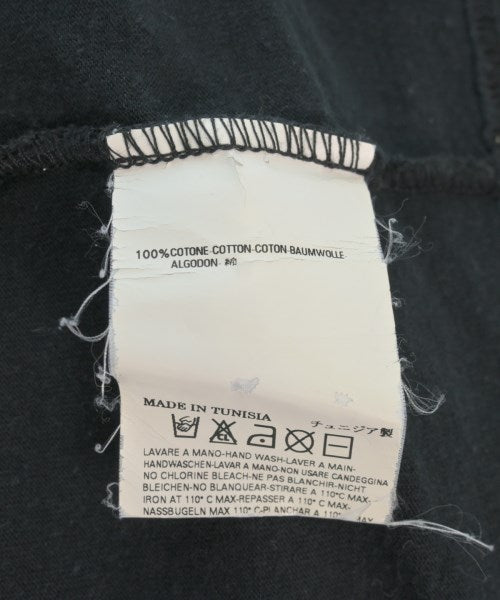 100%COTONE-COTTON-COTON-BAUMWOLLE
ALGODON- 綿
MADE IN TUNISIA チュニジア製
LAVARE A MANO-HAND WASH-LAVER A MAIN-
HANDWASCHEN-LAVAR A MANO-NON USARE CANDEGGINA
NO CHLORINE BLEACH-NE PAS BLANCHIR-NICHT
BLEICHEN-NO BLANQUEAR-STIRARE A 110°C MAX-
IRON AT 110° C MAX-REPASSER A 110° C MAX-
NASSBUGELN MAX 110° C-PLANCHAR A 110°C MAX